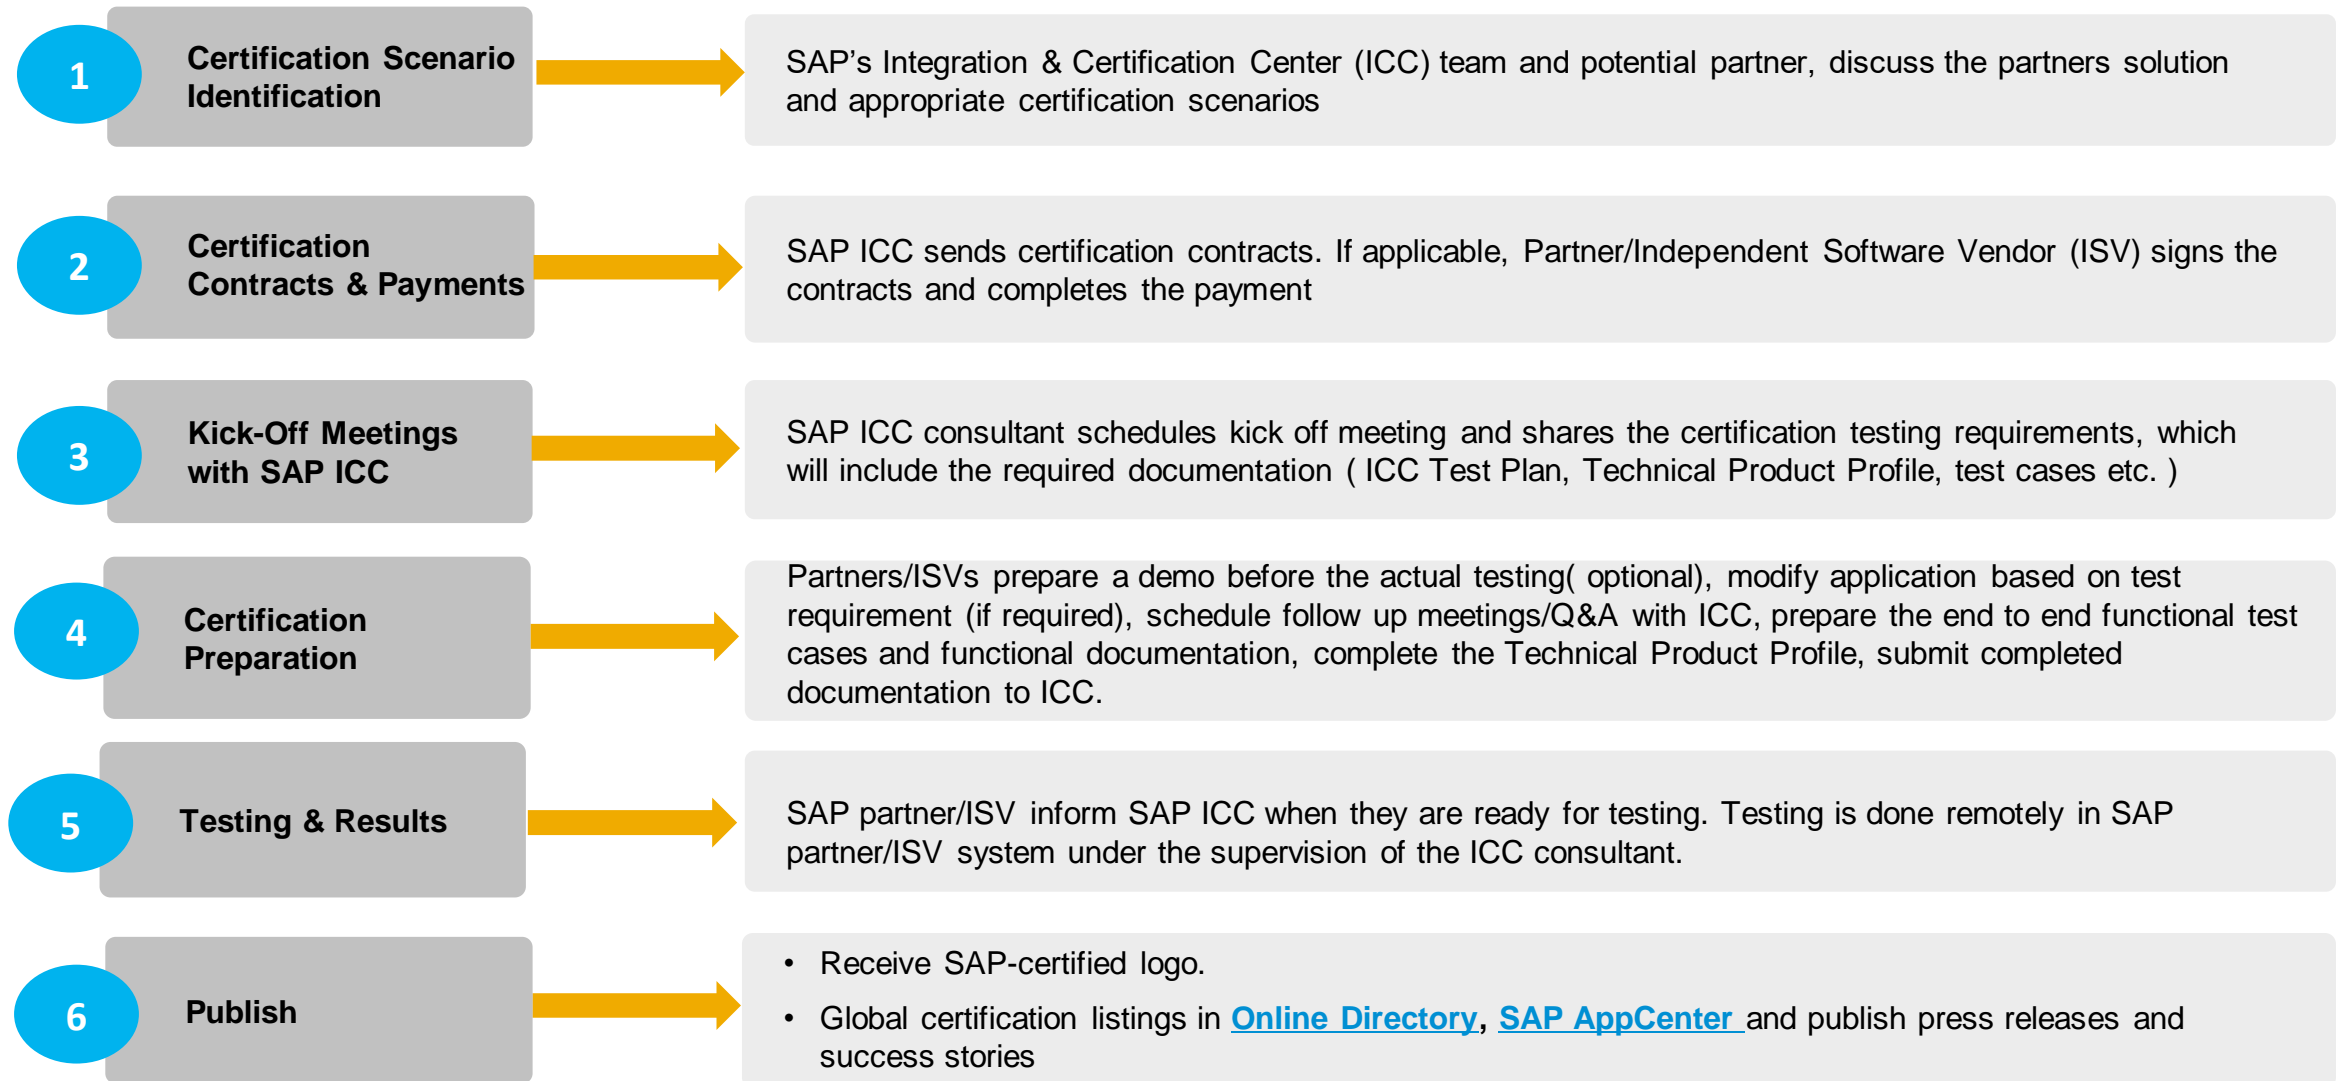 1
Certification Scenario
Identification
SAP's Integration & Certification Center (ICC) team and potential partner, discuss the partners solution
and appropriate certification scenarios
2
Certification
Contracts & Payments
SAP ICC sends certification contracts. If applicable, Partner/Independent Software Vendor (ISV) signs the
contracts and completes the payment
3
Kick-Off Meetings
with SAP ICC
SAP ICC consultant schedules kick off meeting and shares the certification testing requirements, which
will include the required documentation ( ICC Test Plan, Technical Product Profile, test cases etc. )
4
Certification
Preparation
Partners/ISVs prepare a demo before the actual testing( optional), modify application based on test
requirement (if required), schedule follow up meetings/Q&A with ICC, prepare the end to end functional test
cases and functional documentation, complete the Technical Product Profile, submit completed
documentation to ICC.
5
Testing & Results
SAP partner/ISV inform SAP ICC when they are ready for testing. Testing is done remotely in SAP
partner/ISV system under the supervision of the ICC consultant.
6
Publish
• Receive SAP-certified logo.
• Global certification listings in Online Directory, SAP AppCenter and publish press releases and
success stories